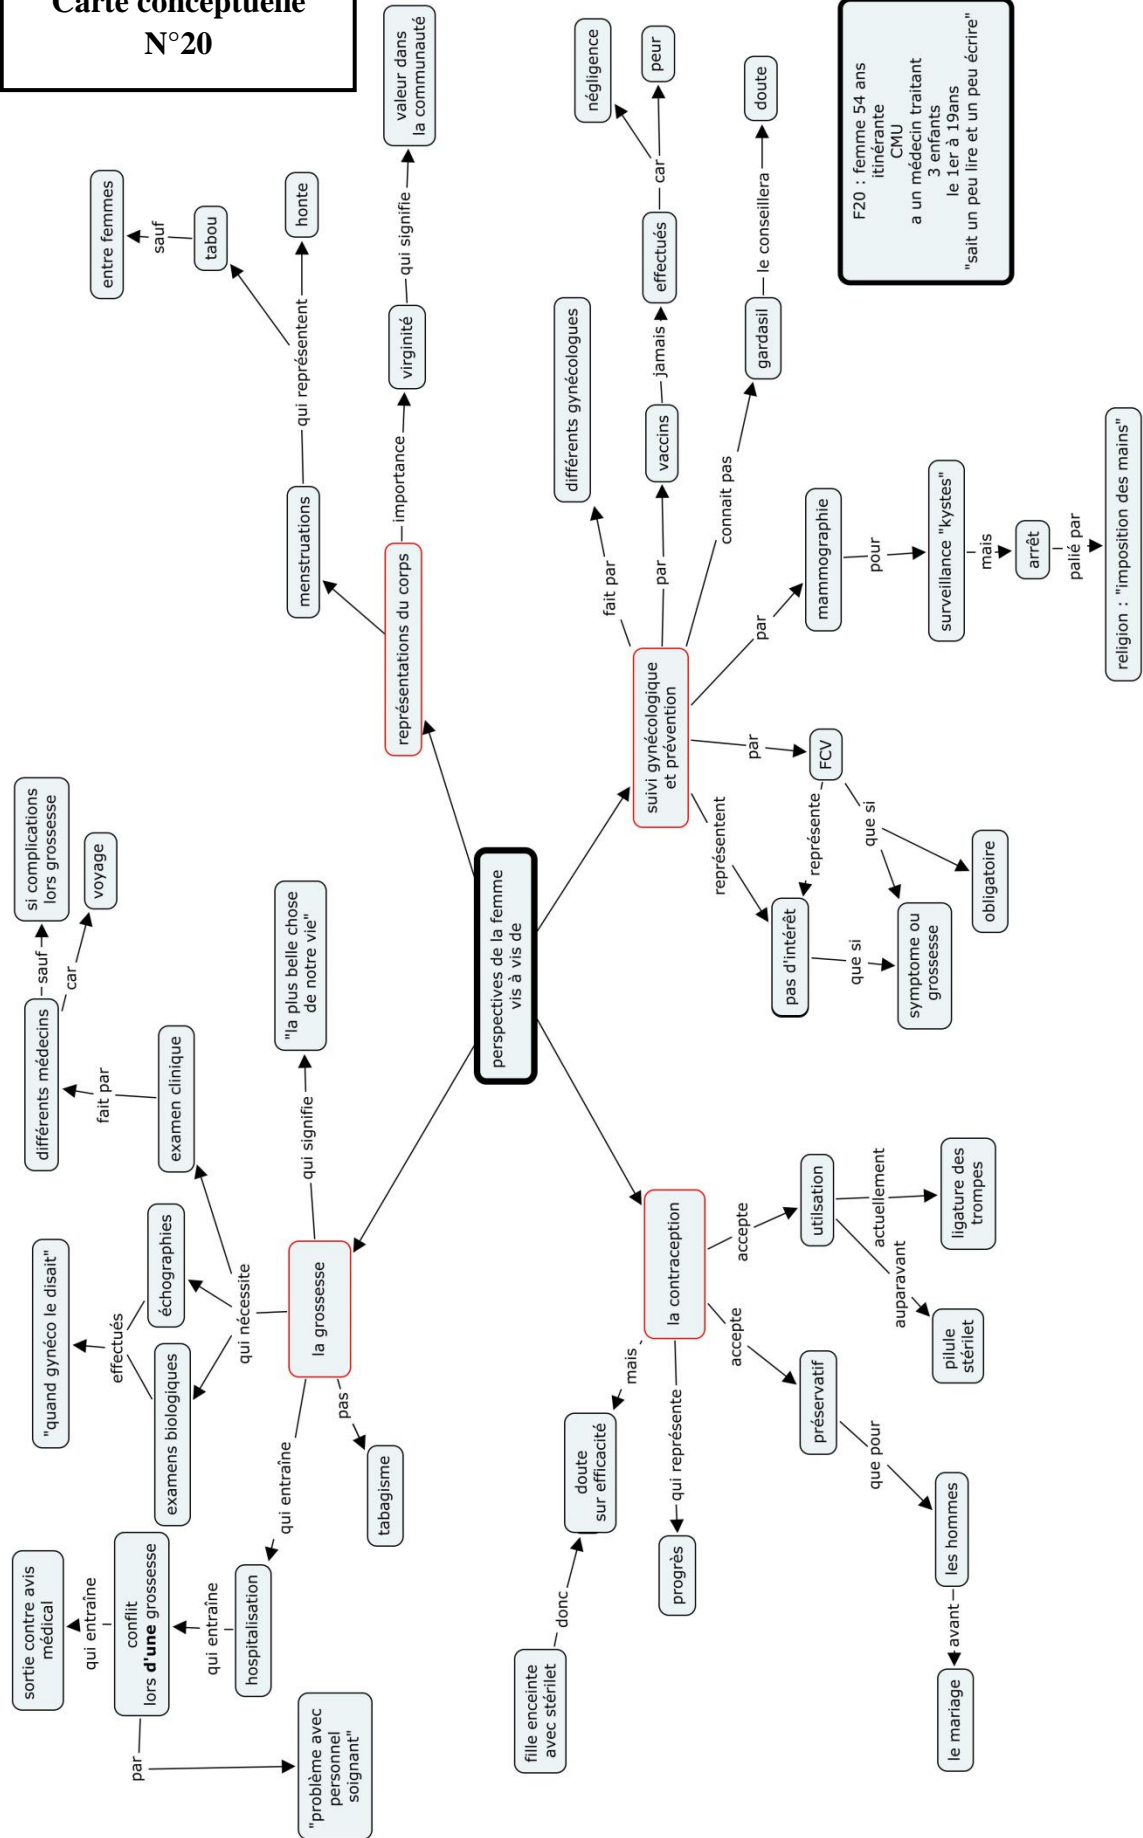 Carte conceptuelle
N°20
F20 : femme 54 ans
itinérante
CMU
a un médecin traitant
3 enfants
le 1er à 19ans
"sait un peu lire et un peu écrire"
perspectives de la femme
vis à vis de
représentations du corps
importance
virginité
qui signifie
valeur dans
la communauté
menstruations
qui représentent
honte
tabou
sauf
entre femmes
suivi gynécologique
et prévention
fait par
différents gynécologues
par
vaccins
jamais
effectués
car
négligence
peur
connait pas
gardasil
le conseillera
doute
par
mammographie
pour
surveillance "kystes"
mais
arrêt
palié par
religion : "imposition des mains"
par
FCV
représente
que si
obligatoire
représentent
pas d'intérêt
que si
symptome ou
grossesse
la grossesse
qui signifie
"la plus belle chose
de notre vie"
qui nécessite
examen clinique
fait par
différents médecins
sauf
si complications
lors grossesse
car
voyage
échographies
examens biologiques
effectués
"quand gynéco le disait"
pas
tabagisme
qui entraîne
hospitalisation
qui entraîne
conflit
lors d'une grossesse
qui entraîne
sortie contre avis
médical
par
"problème avec
personnel
soignant"
la contraception
accepte
utilsation
actuellement
ligature des
trompes
auparavant
pilule
stérilet
accepte
préservatif
que pour
les hommes
avant
le mariage
qui représente
progrès
mais
doute
sur efficacité
donc
fille enceinte
avec stérilet